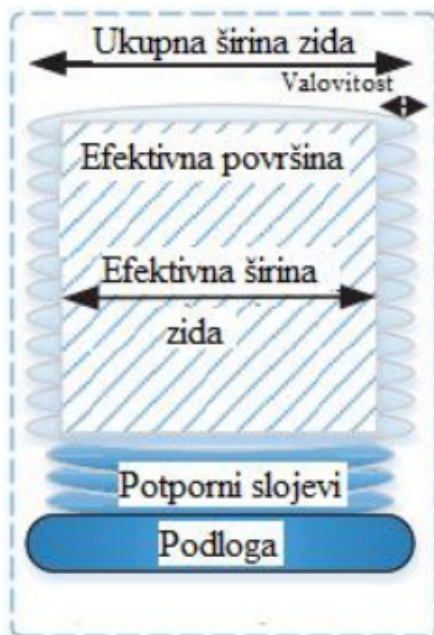 Ukupna širina zida
Valovitost
Efektivna površina
Efektivna širina
zida
Potporni slojevi
Podloga